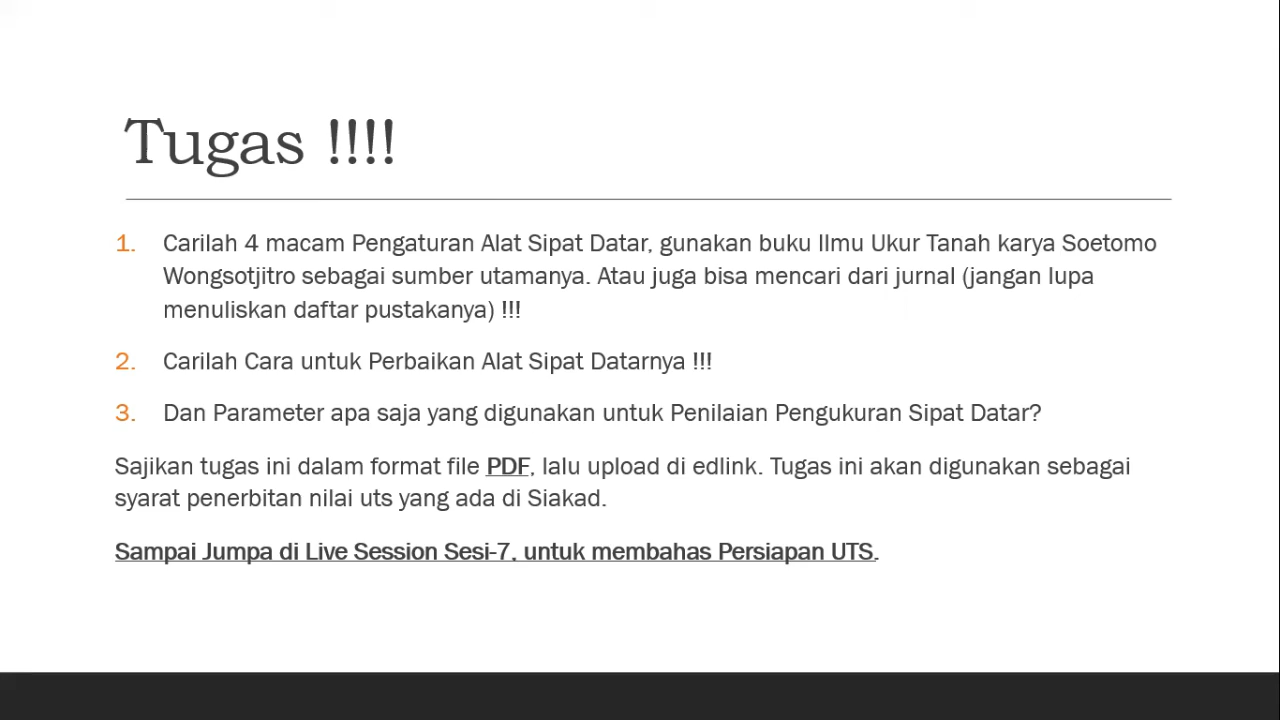 Tugas !!!!
1. Carilah 4 macam Pengaturan Alat Sipat Datar, gunakan buku Ilmu Ukur Tanah karya Soetomo
Wongsotjitro sebagai sumber utamanya. Atau juga bisa mencari dari jurnal (jangan lupa
menuliskan daftar pustakanya) !!!
2. Carilah Cara untuk Perbaikan Alat Sipat Datarnya !!!
3. Dan Parameter apa saja yang digunakan untuk Penilaian Pengukuran Sipat Datar?
Sajikan tugas ini dalam format file PDF, lalu upload di edlink. Tugas ini akan digunakan sebagai
syarat penerbitan nilai uts yang ada di Siakad.
Sampai Jumpa di Live Session Sesi-7, untuk membahas Persiapan UTS.